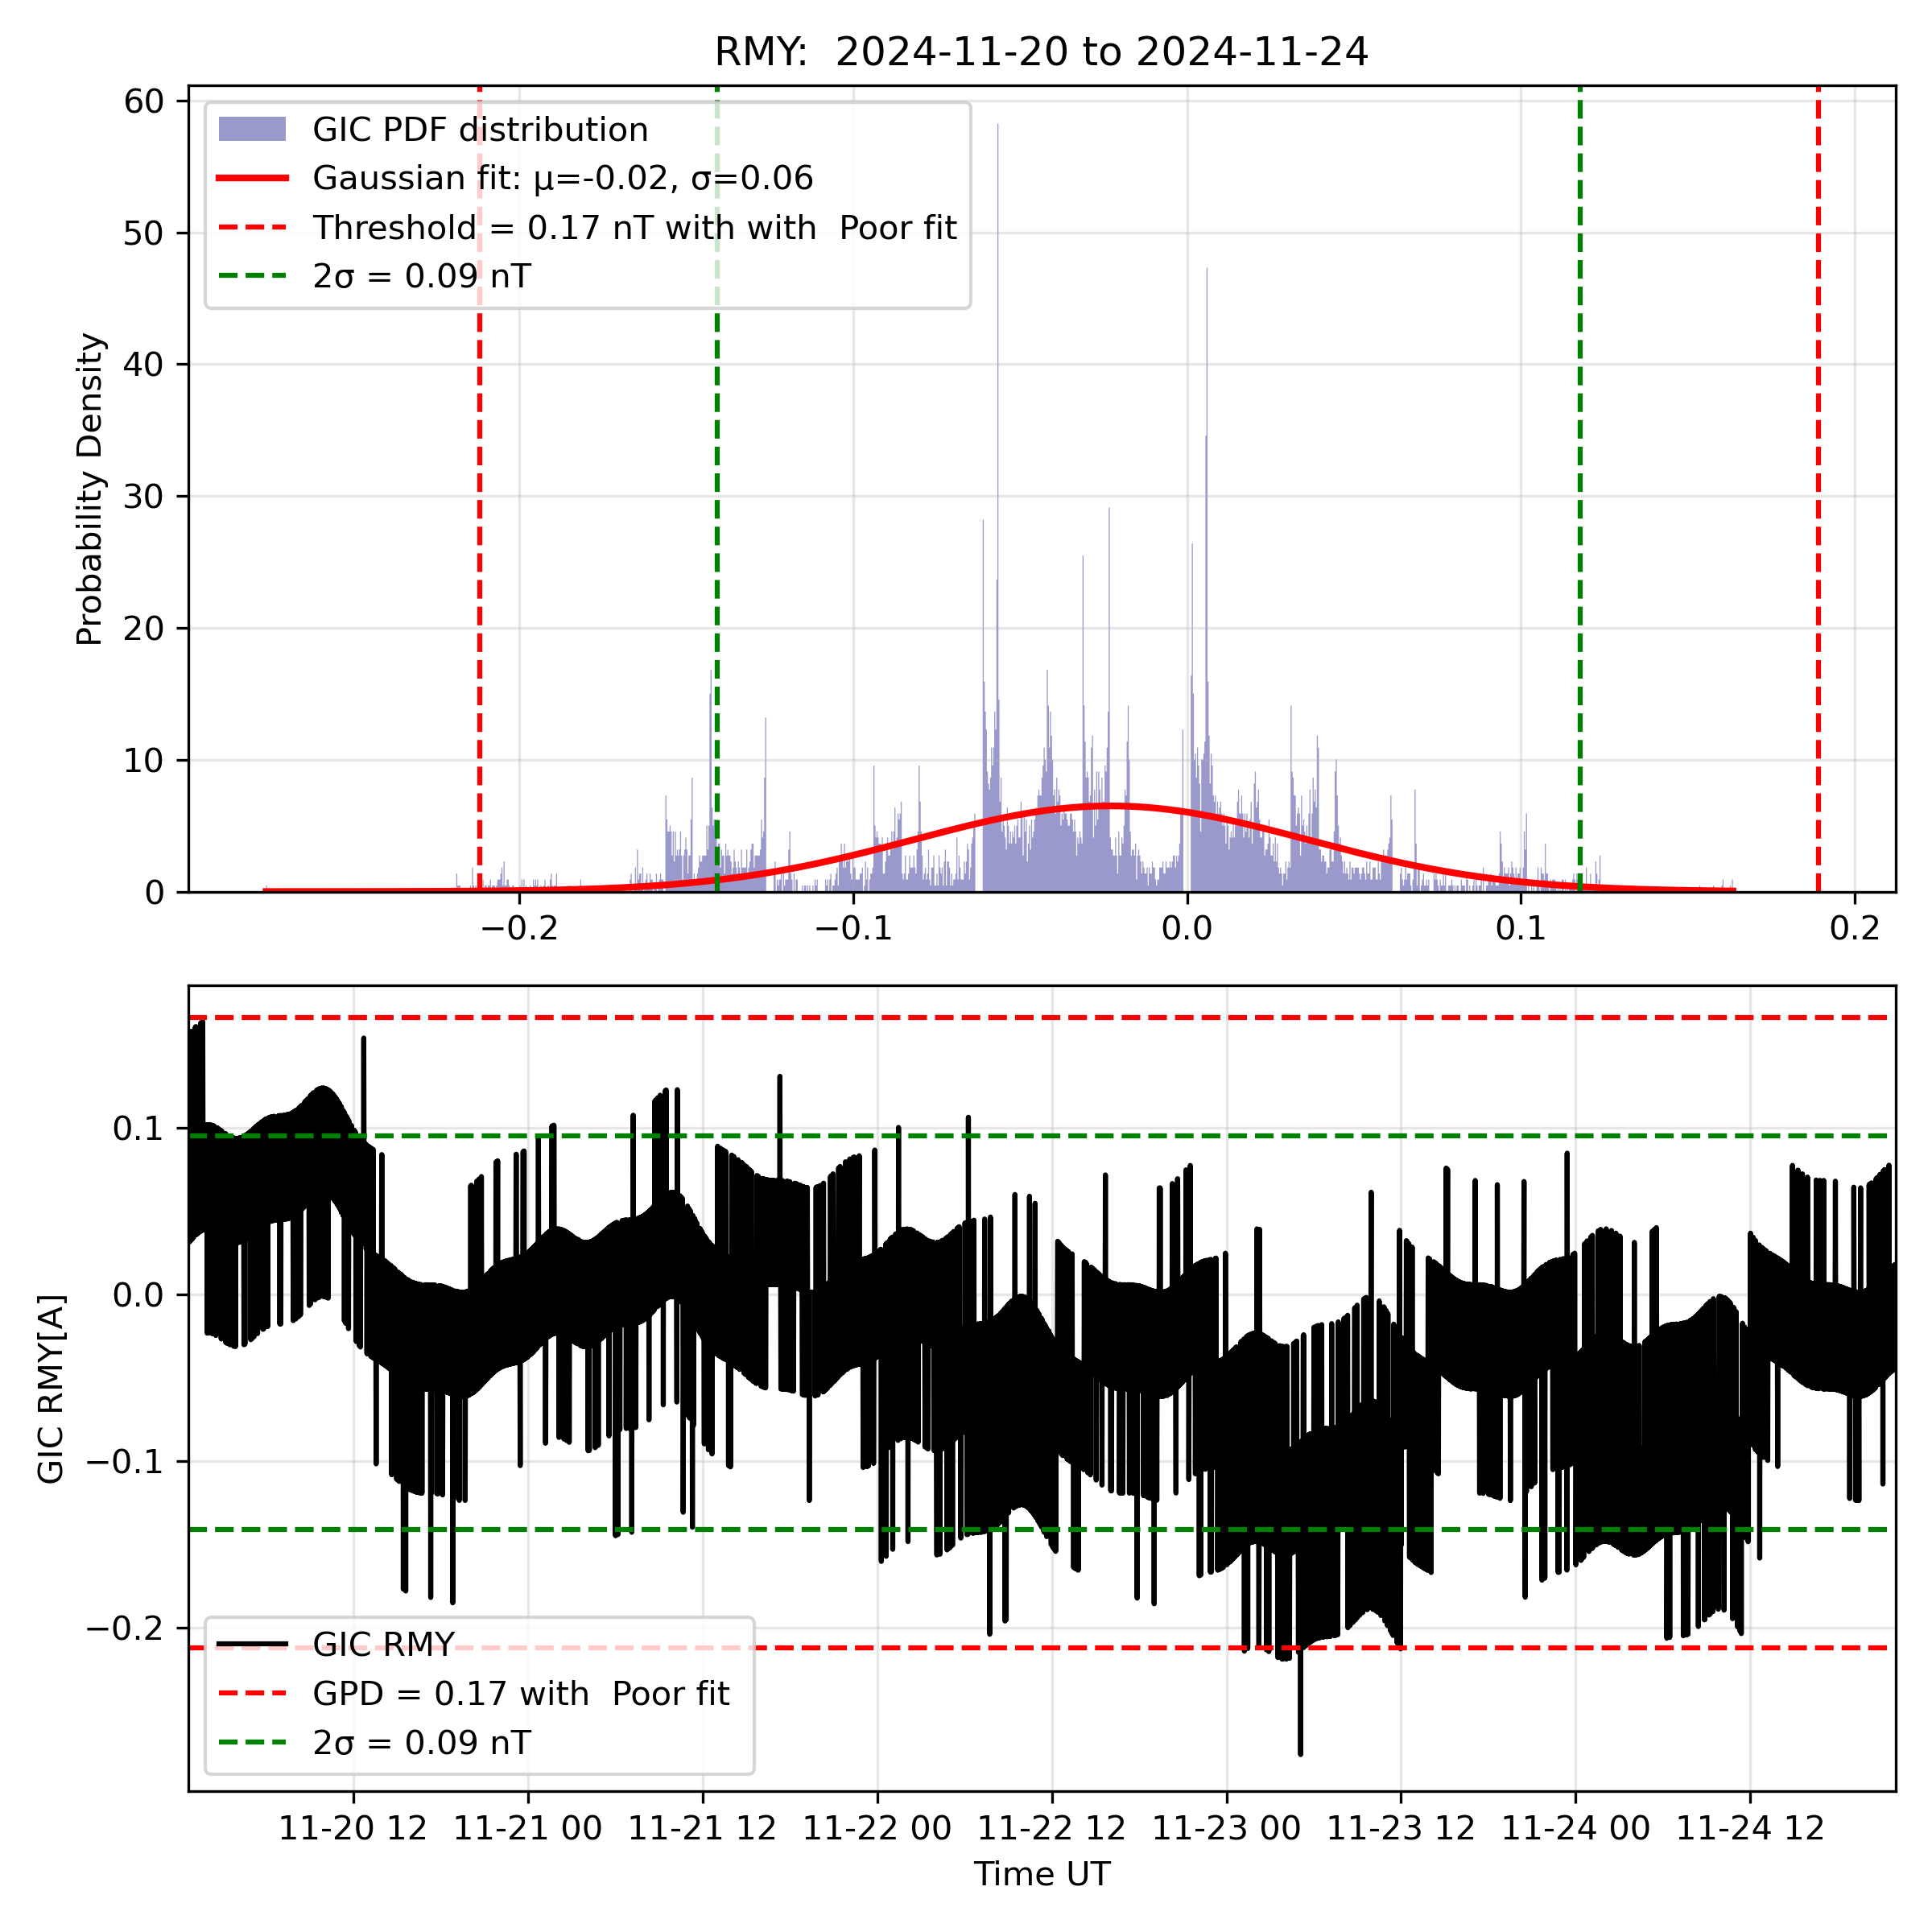 RMY:  2024-11-20 to 2024-11-24
60
50
40
30
20
10
0
Probability Density
GIC PDF distribution
Gaussian fit: μ=-0.02, σ=0.06
Threshold = 0.17 nT with with  Poor fit
2σ = 0.09 nT
−0.2
−0.1
0.0
0.1
0.2
0.1
0.0
−0.1
−0.2
GIC RMY[A]
GIC RMY
GPD = 0.17 with  Poor fit
2σ = 0.09 nT
11-20 12
11-21 00
11-21 12
11-22 00
11-22 12
11-23 00
11-23 12
11-24 00
11-24 12
Time UT